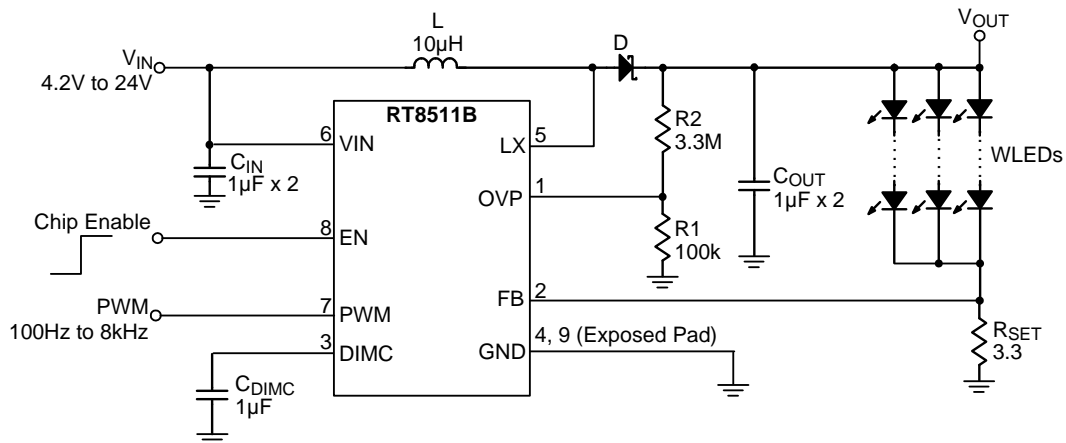 L
10µH
D
VOUT
VIN
4.2V to 24V
RT8511B
6
VIN
LX
5
R2
3.3M
WLEDs
CIN
1µF x 2
COUT
1µF x 2
OVP
1
R1
100k
Chip Enable
8
EN
FB
2
PWM
100Hz to 8kHz
7
PWM
RSET
3.3
3
DIMC
GND
4, 9 (Exposed Pad)
CDIMC
1µF